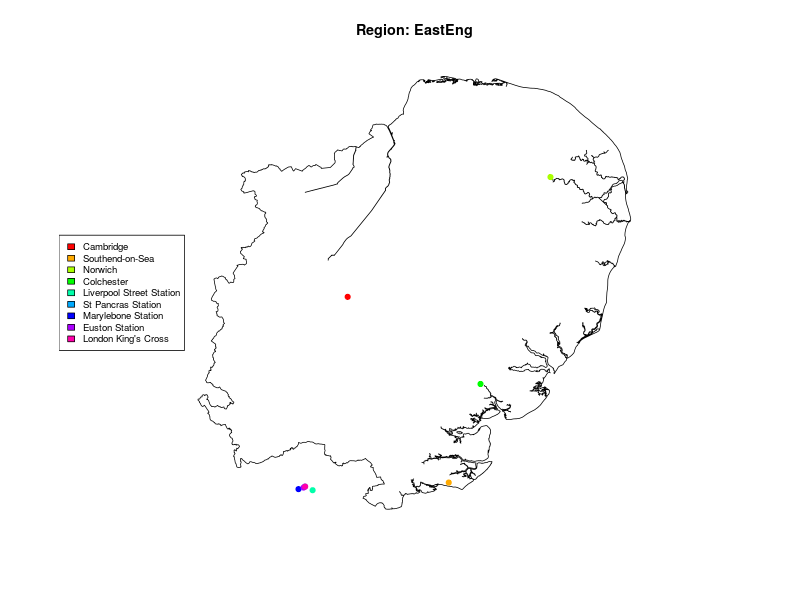 Region: EastEng
Cambridge
Southend-on-Sea
Norwich
Colchester
Liverpool Street Station
St Pancras Station
Marylebone Station
Euston Station
London King's Cross